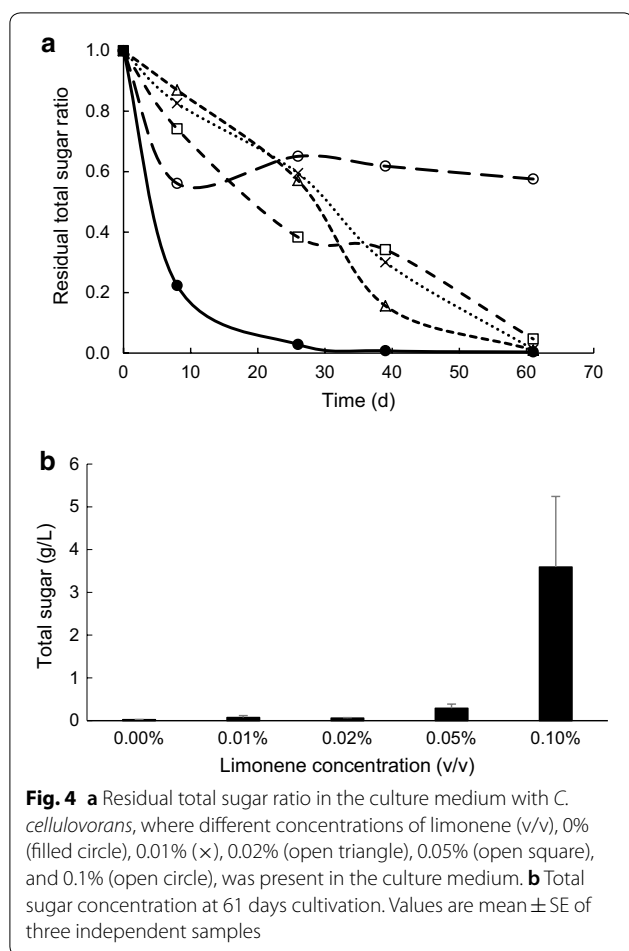 a
1.0
0.8
0.6
0.4
0.2
0.0
Residual total sugar ratio
0 10 20 30 40 50 60 70
Time (d)
b
6
5
4
3
2
1
0
Total sugar (g/L)
0.00% 0.01% 0.02% 0.05% 0.10%
Limonene concentration (v/v)
Fig. 4 a Residual total sugar ratio in the culture medium with C.
cellulovorans, where different concentrations of limonene (v/v), 0%
(filled circle), 0.01% (×), 0.02% (open triangle), 0.05% (open square),
and 0.1% (open circle), was present in the culture medium. b Total
sugar concentration at 61 days cultivation. Values are mean ± SE of
three independent samples